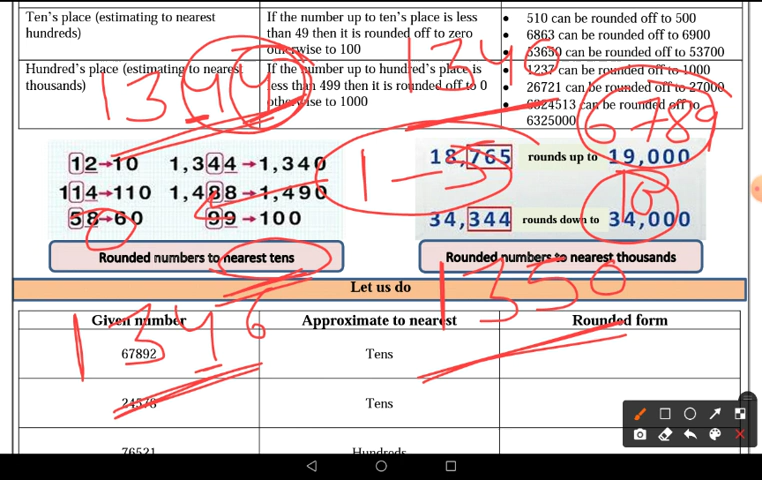 Ten's place (estimating to nearest hundreds)
If the number up to ten's place is less than 49 then it is rounded off to zero otherwise to 100
510 can be rounded off to 500
6863 can be rounded off to 6900
53650 can be rounded off to 53700
Hundred's place (estimating to nearest thousands)
If the number up to hundred's place is less than 499 then it is rounded off to 0 otherwise to 1000
1237 can be rounded off to 1000
26721 can be rounded off to 27000
6324513 can be rounded off to 6325000
1344
1340
6789
10
1 - 5
12→10 1,344→1,340
114→110 1,488→1,490
58→60 99→100
18,765 rounds up to 19,000
34,344 rounds down to 34,000
Rounded numbers to nearest tens
Rounded numbers to nearest thousands
1350
1346
Let us do
Given number Approximate to nearest Rounded form
67892 Tens
24578 Tens
76521 Hundreds